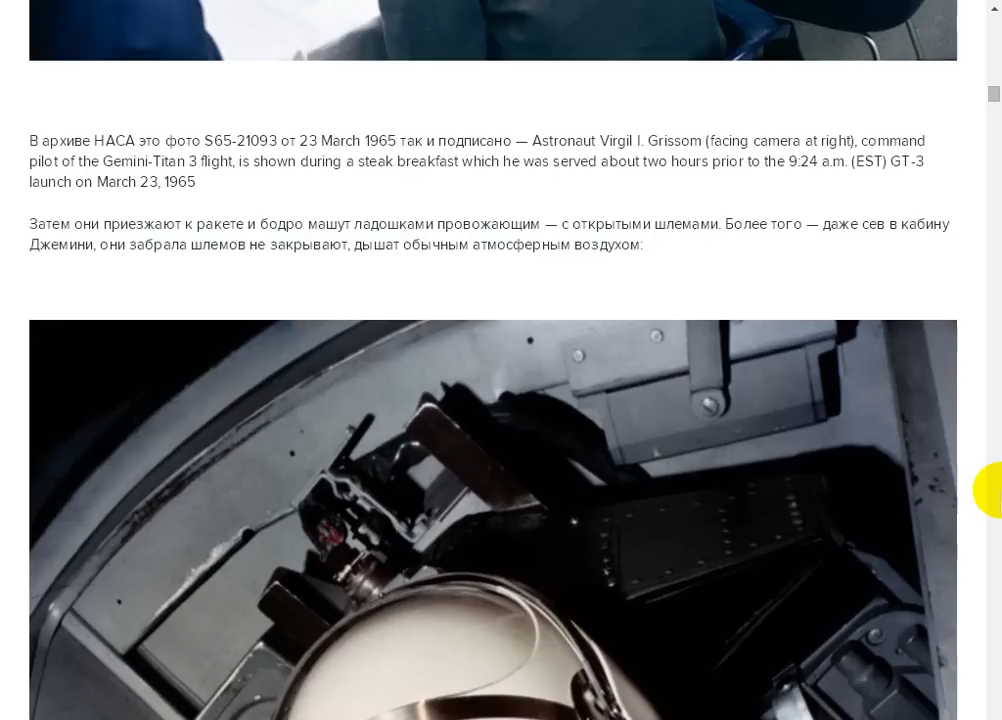 В архиве НАСА это фото S65-21093 от 23 March 1965 так и подписано — Astronaut Virgil I. Grissom (facing camera at right), command
pilot of the Gemini-Titan 3 flight, is shown during a steak breakfast which he was served about two hours prior to the 9:24 a.m. (EST) GT-3
launch on March 23, 1965
Затем они приезжают к ракете и бодро машут ладошками провожающим — с открытыми шлемами. Более того — даже сев в кабину
Джемини, они забрала шлемов не закрывают, дышат обычным атмосферным воздухом: